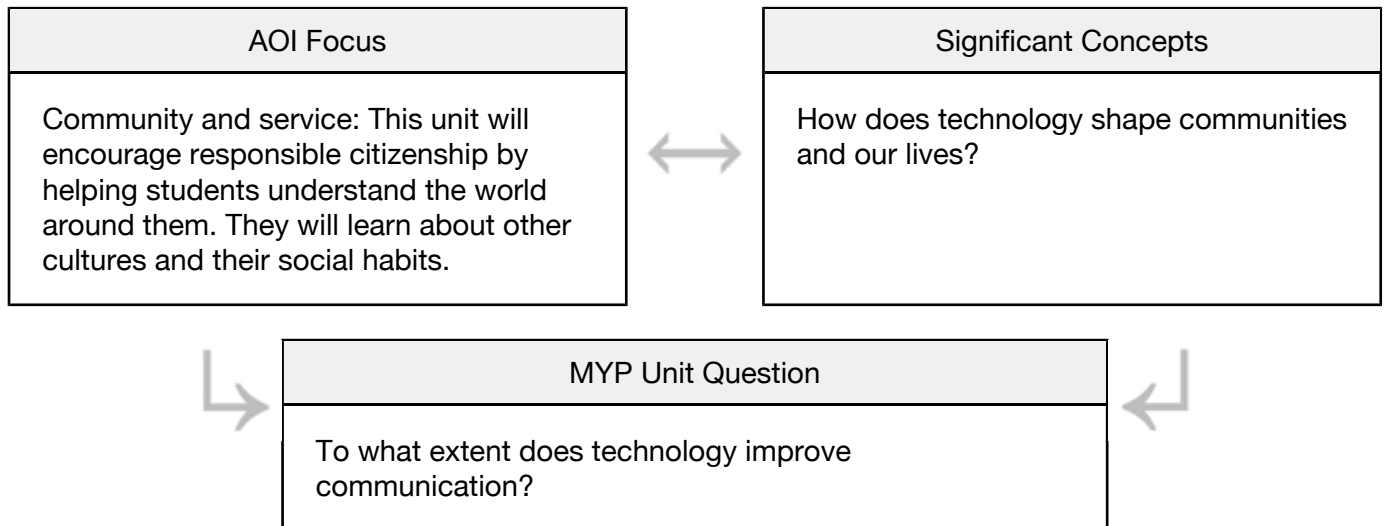 AOI Focus
Community and service: This unit will
encourage responsible citizenship by
helping students understand the world
around them. They will learn about other
cultures and their social habits.
Significant Concepts
How does technology shape communities
and our lives?
MYP Unit Question
To what extent does technology improve
communication?